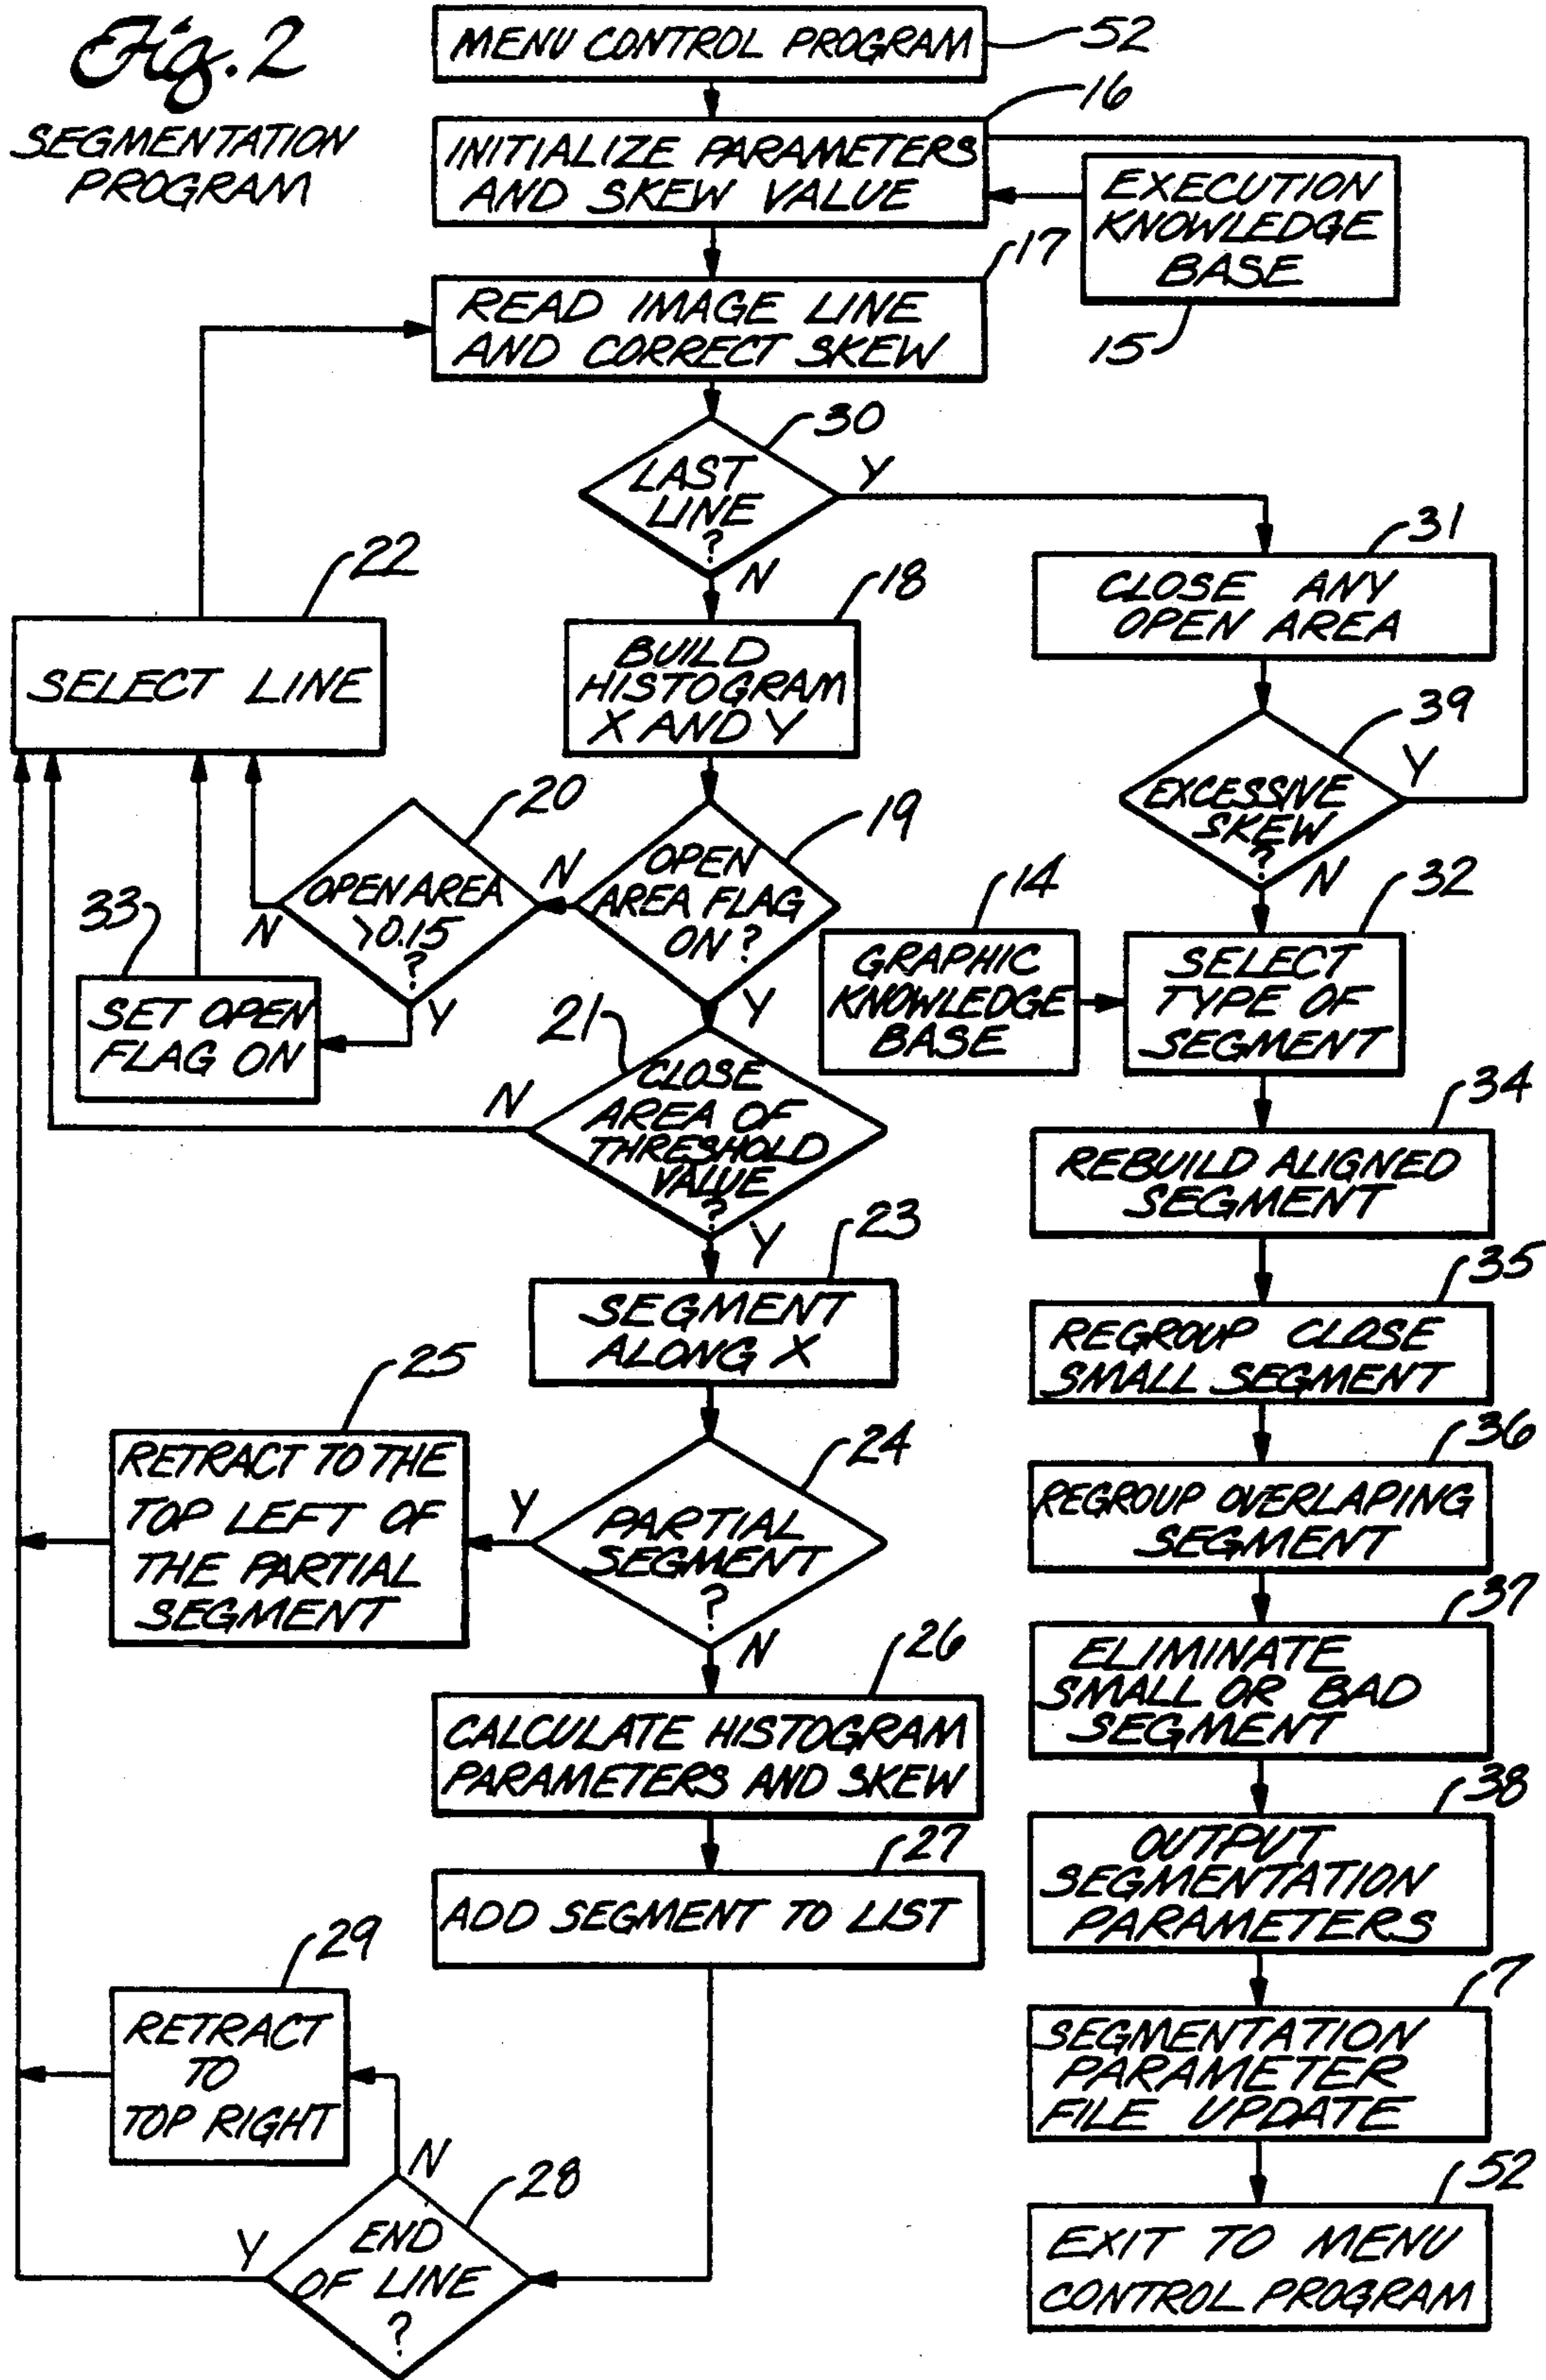 Fig. 2
SEGMENTATION
PROGRAM
MENU CONTROL PROGRAM
52
16
INITIALIZE PARAMETERS
AND SKEW VALUE
EXECUTION
KNOWLEDGE
BASE
15
17
READ IMAGE LINE
AND CORRECT SKEW
30
LAST
LINE
?
Y
N
31
CLOSE ANY
OPEN AREA
22
SELECT LINE
18
BUILD
HISTOGRAM
X AND Y
39
EXCESSIVE
SKEW
?
Y
N
20
OPEN AREA
>0.15
?
N
Y
19
OPEN
AREA FLAG
ON?
N
Y
33
SET OPEN
FLAG ON
14
GRAPHIC
KNOWLEDGE
BASE
32
SELECT
TYPE OF
SEGMENT
21
CLOSE
AREA OF
THRESHOLD
VALUE
?
N
Y
34
REBUILD ALIGNED
SEGMENT
23
SEGMENT
ALONG X
35
REGROUP CLOSE
SMALL SEGMENT
25
RETRACT TO THE
TOP LEFT OF
THE PARTIAL
SEGMENT
24
PARTIAL
SEGMENT
?
Y
N
36
REGROUP OVERLAPING
SEGMENT
37
ELIMINATE
SMALL OR BAD
SEGMENT
26
CALCULATE HISTOGRAM
PARAMETERS AND SKEW
38
OUTPUT
SEGMENTATION
PARAMETERS
27
ADD SEGMENT TO LIST
29
RETRACT
TO
TOP RIGHT
7
SEGMENTATION
PARAMETER
FILE UPDATE
28
END
OF LINE
?
N
Y
52
EXIT TO MENU
CONTROL PROGRAM